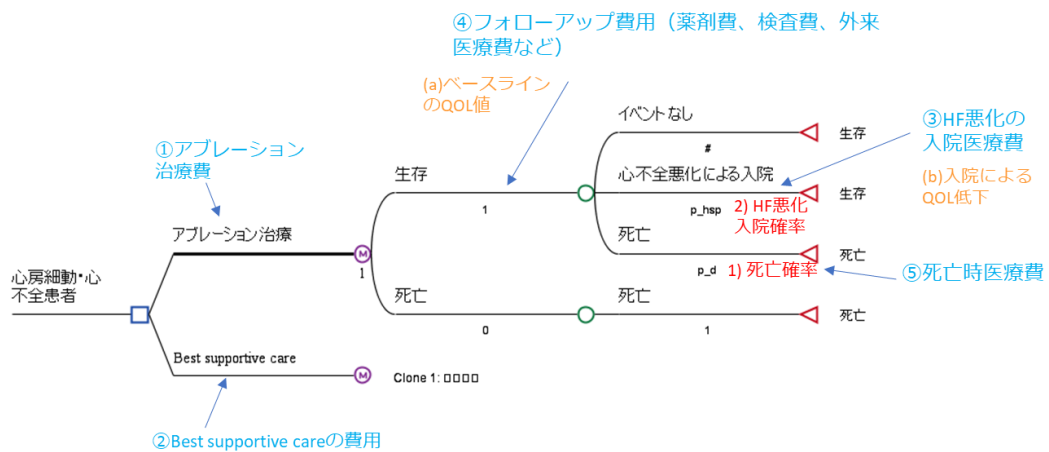 ④フォローアップ費用（薬剤費、検査費、外来
医療費など）
(a)ベースライン
のQOL値
①アブレーション
治療費
イベントなし
#
生存
③HF悪化の
入院医療費
(b)入院による
QOL低下
生存
1
心不全悪化による入院
p_hsp
2) HF悪化
入院確率
生存
アブレーション治療
M
1
死亡
p_d
1) 死亡確率
死亡
⑤死亡時医療費
心房細動・心
不全患者
死亡
0
死亡
1
死亡
Best supportive care
M
Clone 1: □□□□
②Best supportive careの費用